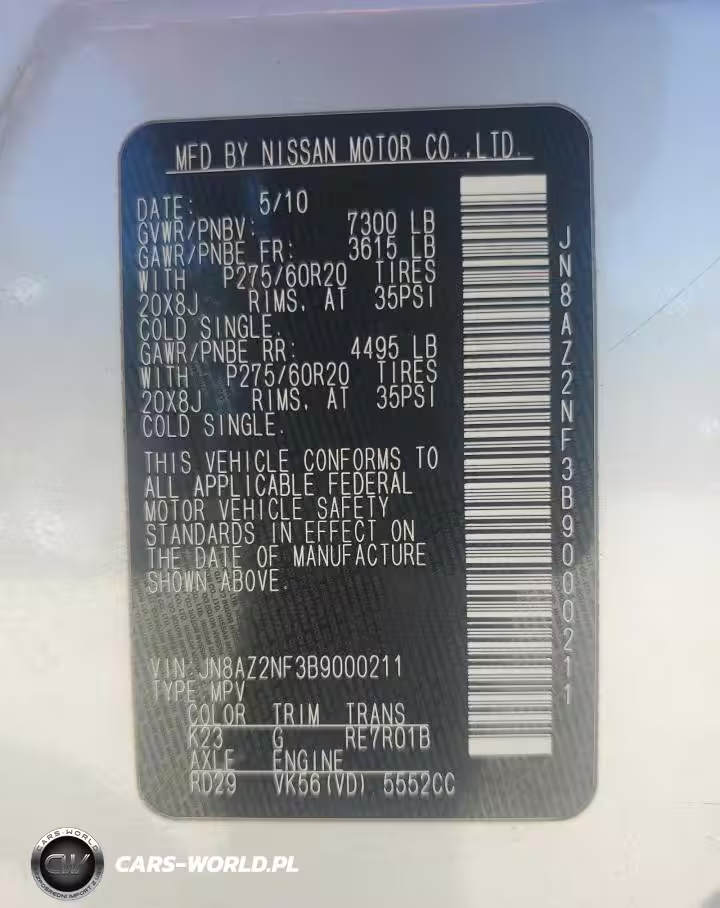 MFD BY NISSAN MOTOR CO.,LTD.
DATE: 5/10
GVWR/PNBV: 7300 LB
GAWR/PNBE FR: 3615 LB
WITH P275/60R20 TIRES
20X8J RIMS, AT 35PSI
COLD SINGLE.
GAWR/PNBE RR: 4495 LB
WITH P275/60R20 TIRES
20X8J RIMS, AT 35PSI
COLD SINGLE.
THIS VEHICLE CONFORMS TO
ALL APPLICABLE FEDERAL
MOTOR VEHICLE SAFETY
STANDARDS IN EFFECT ON
THE DATE OF MANUFACTURE
SHOWN ABOVE.
VIN: JN8AZ2NF3B9000211
TYPE MPV
COLOR TRIM TRANS
K23 G RE7R01B
AXLE ENGINE
RD29 VK56(VD) 5552CC
JN8AZ2NF3B9000211
CARS-WORLD
CW
CARS-WORLD.PL